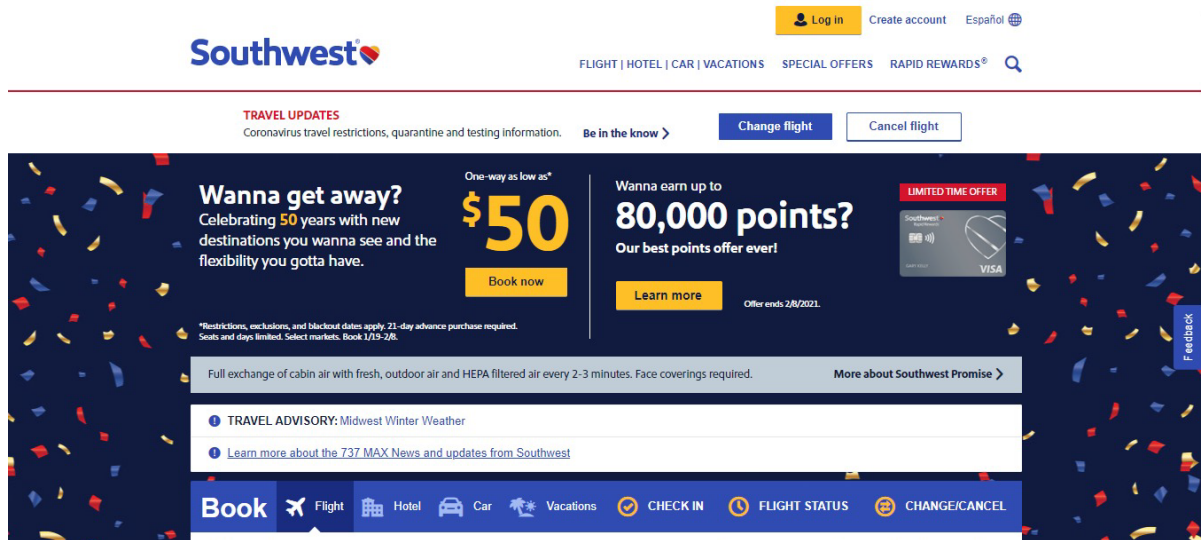 Log in
Create account
Español
Southwest®
FLIGHT | HOTEL | CAR | VACATIONS
SPECIAL OFFERS
RAPID REWARDS®
TRAVEL UPDATES
Coronavirus travel restrictions, quarantine and testing information.
Be in the know
Change flight
Cancel flight
Wanna get away?
Celebrating 50 years with new
destinations you wanna see and the
flexibility you gotta have.
One-way as low as*
$50
Book now
*Restrictions, exclusions, and blackout dates apply. 21-day advance purchase required.
Seats and days limited. Select markets. Book 1/19-2/8.
Wanna earn up to
80,000 points?
Our best points offer ever!
Learn more
Offer ends 2/8/2021.
LIMITED TIME OFFER
Southwest
Rapid Rewards
VISA
Feedback
Full exchange of cabin air with fresh, outdoor air and HEPA filtered air every 2-3 minutes. Face coverings required.
More about Southwest Promise
TRAVEL ADVISORY: Midwest Winter Weather
Learn more about the 737 MAX News and updates from Southwest
Book
Flight
Hotel
Car
Vacations
CHECK IN
FLIGHT STATUS
CHANGE/CANCEL